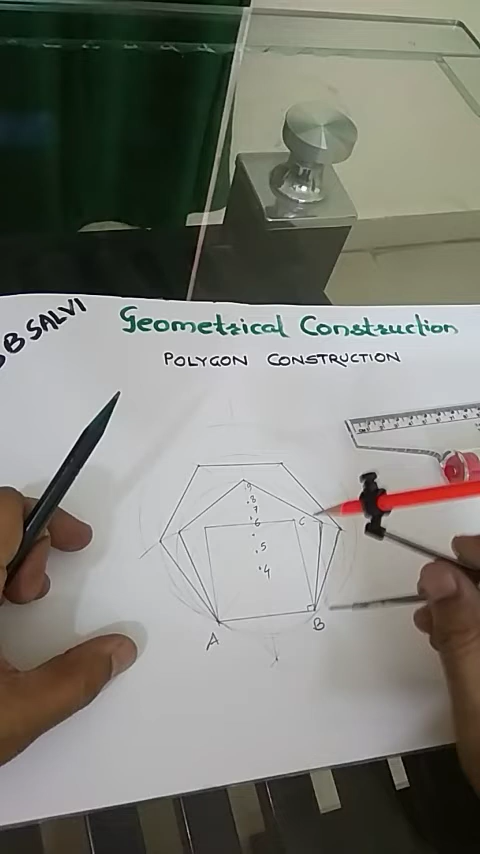 B SALVI
Geometrical Construction
POLYGON CONSTRUCTION
9
8
7
6
C
5
4
A
B